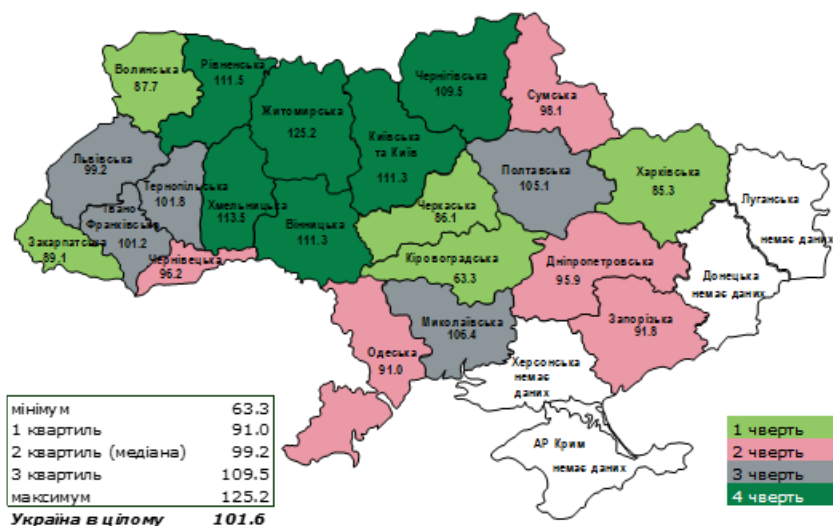 Волинська
87.7
Рівненська
111.5
Житомирська
125.2
Київська
та Київ
111.3
Чернігівська
109.5
Сумська
98.1
Львівська
99.2
Тернопільська
101.8
Хмельницька
113.5
Вінницька
111.3
Івано
Франківська
101.2
Закарпатська
89.1
Чернівецька
96.2
Черкаська
86.1
Полтавська
105.1
Харківська
85.3
Луганська
немає даних
Кіровоградська
63.3
Дніпропетровська
95.9
Донецька
немає даних
Запорізька
91.8
Миколаївська
106.4
Одеська
91.0
Херсонська
немає
даних
АР Крим
немає даних
мінімум 63.3
1 квартиль 91.0
2 квартиль (медіана) 99.2
3 квартиль 109.5
максимум 125.2
Україна в цілому 101.6
1 чверть
2 чверть
3 чверть
4 чверть